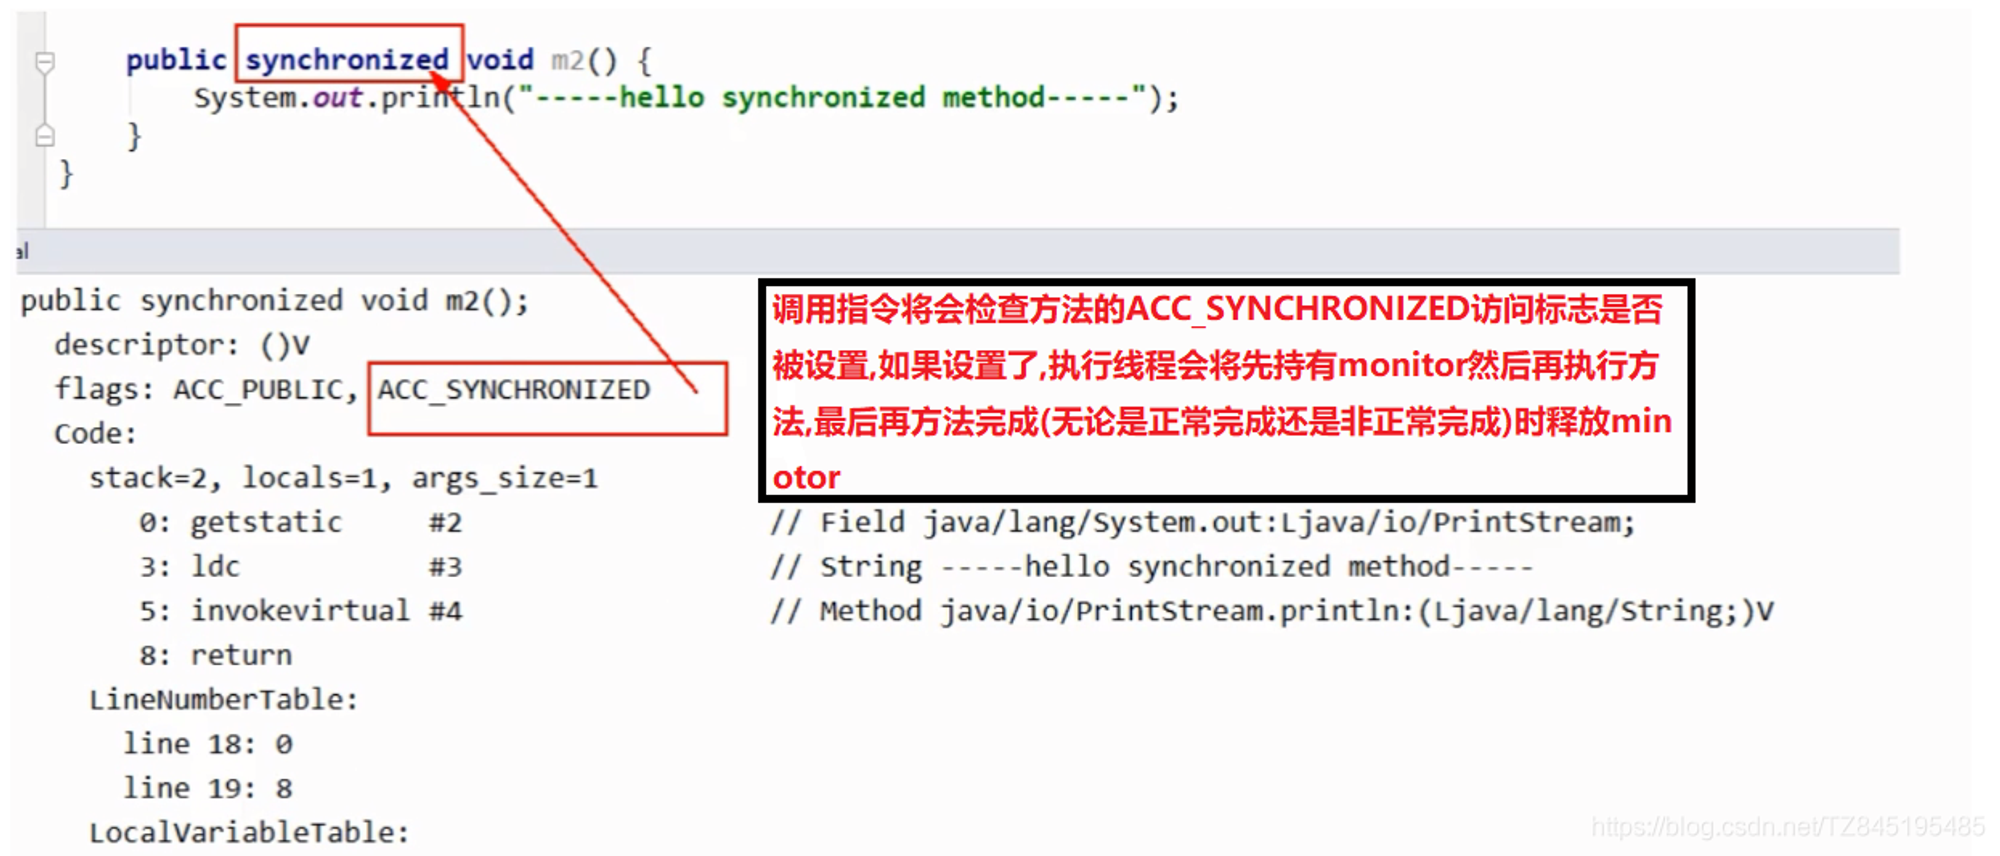 public synchronized void m2() {
System.out.println("-----hello synchronized method-----");
}
}
al
public synchronized void m2();
descriptor: ()V
flags: ACC_PUBLIC, ACC_SYNCHRONIZED
Code:
stack=2, locals=1, args_size=1
调用指令将会检查方法的ACC_SYNCHRONIZED访问标志是否
被设置,如果设置了,执行线程会将先持有monitor然后再执行方
法,最后再方法完成(无论是正常完成还是非正常完成)时释放min
otor
0: getstatic #2 // Field java/lang/System.out:Ljava/io/PrintStream;
3: ldc #3 // String -----hello synchronized method-----
5: invokevirtual #4 // Method java/io/PrintStream.println:(Ljava/lang/String;)V
8: return
LineNumberTable:
line 18: 0
line 19: 8
LocalVariableTable:
https://blog.csdn.net/TZ845195485